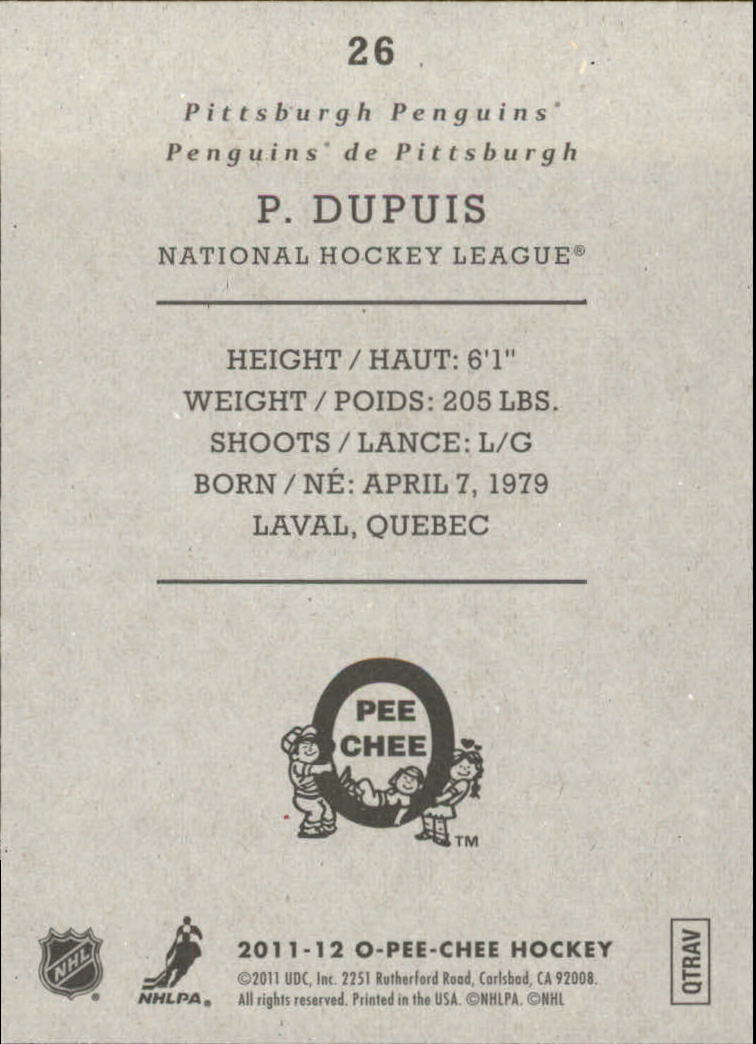 26
Pittsburgh Penguins®
Penguins® de Pittsburgh
P. DUPUIS
NATIONAL HOCKEY LEAGUE®
HEIGHT / HAUT: 6'1"
WEIGHT / POIDS: 205 LBS.
SHOOTS / LANCE: L/G
BORN / NÉ: APRIL 7, 1979
LAVAL, QUEBEC
O
PEE
CHEE
TM
NHL®
NHLPA®
2011-12 O-PEE-CHEE HOCKEY
©2011 UDC, Inc. 2251 Rutherford Road, Carlsbad, CA 92008.
All rights reserved. Printed in the USA. ©NHLPA. ©NHL
QTRAV